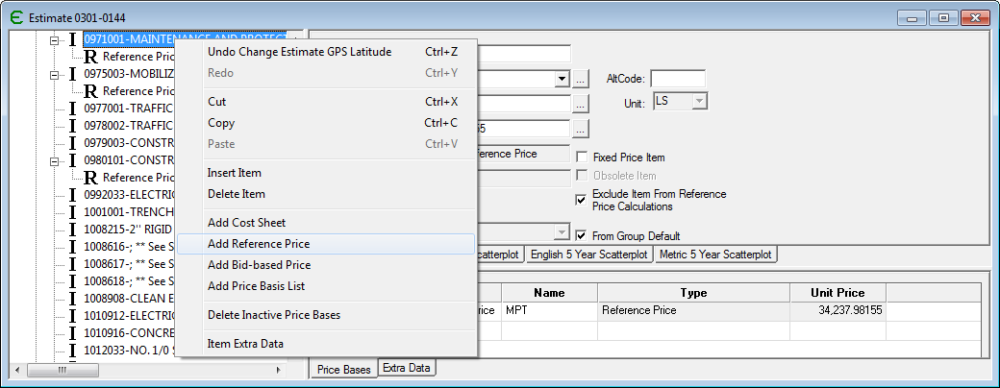 Estimate 0301-0144
0971001-MAINTENANCE AND PROTECT
R Reference Pric
I 0975003-MOBILIZ
R Reference Pric
I 0977001-TRAFFIC
I 0978002-TRAFFIC
I 0979003-CONSTR
I 0980101-CONSTR
R Reference Pric
I 0992033-ELECTRIC
I 1001001-TRENCH
I 1008215-2" RIGID
I 1008616-; ** See S
I 1008617-; ** See S
I 1008618-; ** See S
I 1008908-CLEAN E
I 1010912-ELECTRIC
I 1010916-CONCRE
I 1012033-NO. 1/0 S
Undo Change Estimate GPS Latitude Ctrl+Z
Redo Ctrl+Y
Cut Ctrl+X
Copy Ctrl+C
Paste Ctrl+V
Insert Item
Delete Item
Add Cost Sheet
Add Reference Price
Add Bid-based Price
Add Price Basis List
Delete Inactive Price Bases
Item Extra Data
... AltCode:
... Unit: LS
...
erence Price
Fixed Price Item
Obsolete Item
Exclude Item From Reference
Price Calculations
From Group Default
catterplot English 5 Year Scatterplot Metric 5 Year Scatterplot
Name Type Unit Price
rice MPT Reference Price 34,237.98155
Price Bases Extra Data